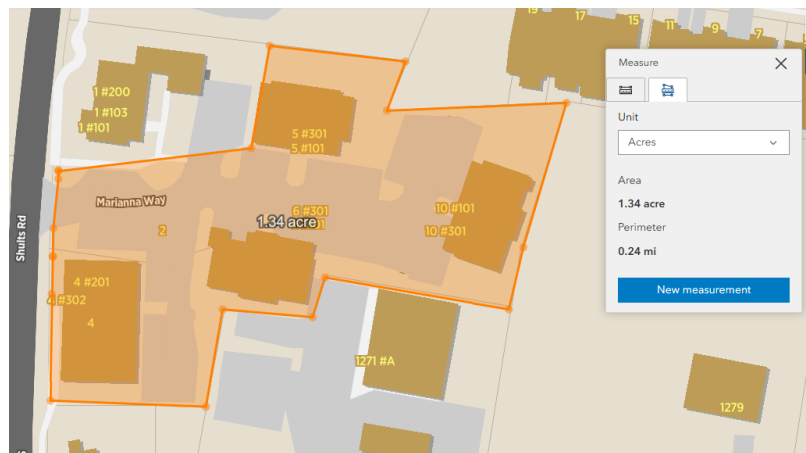 19
17
15
11
9
7
1 #200
1 #103
1 #101
5 #301
5 #101
Marianna Way
6 #301
1.34 acre
10 #101
10 #301
2
Shults Rd
4 #201
4 #302
4
1271 #A
1279
Measure
Unit
Acres
Area
1.34 acre
Perimeter
0.24 mi
New measurement